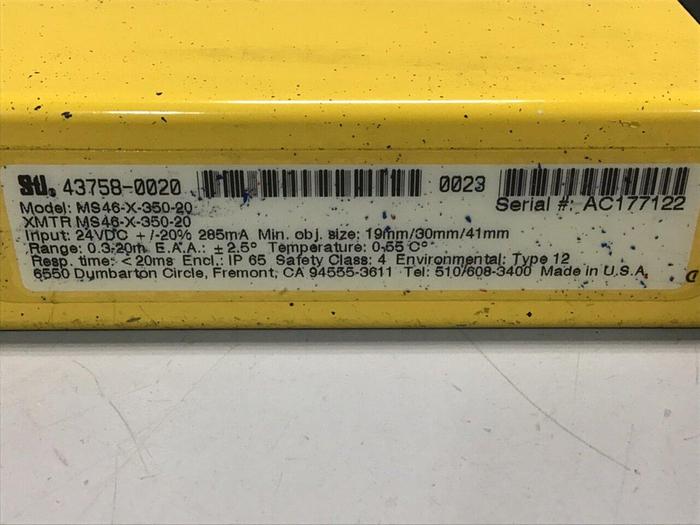 Sti. 43758-0020 0023
Serial #: AC177122
Model: MS46-X-350-20
XMTR MS46-X-350-20
Input: 24VDC + /-20% 265mA Min. obj. size: 19mm/30mm/41mm
Range: 0.3-20m E.A.A.: ± 2.5° Temperature: 0-55 C°
Resp. time: < 20ms Encl.: IP 65 Safety Class: 4 Environmental: Type 12
6550 Dumbarton Circle, Fremont, CA 94555-3611 Tel: 510/608-3400 Made in U.S.A.
D